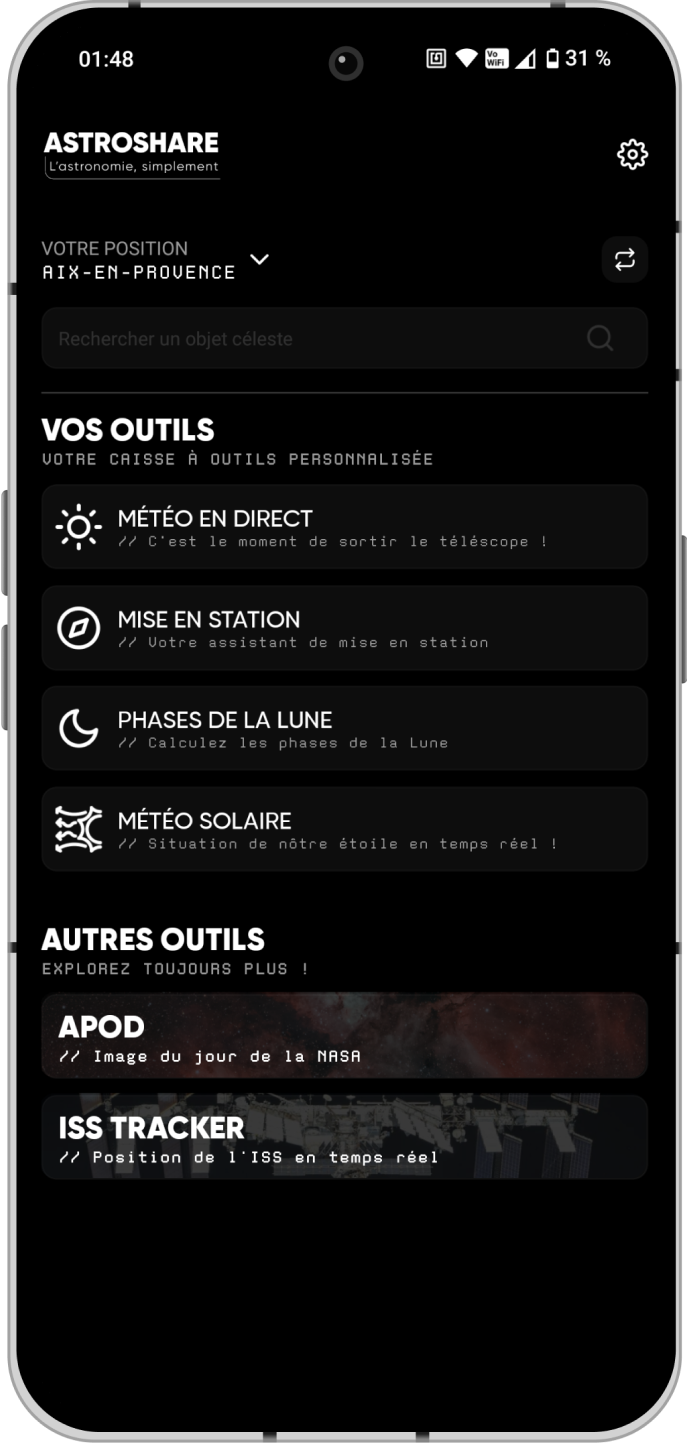 01:48
Vo
WiFi
31 %
ASTROSHARE
L'astronomie, simplement
VOTRE POSITION
AIX-EN-PROVENCE
Rechercher un objet céleste
VOS OUTILS
VOTRE CAISSE À OUTILS PERSONNALISÉE
MÉTÉO EN DIRECT
// C'est le moment de sortir le téléscope !
MISE EN STATION
// Votre assistant de mise en station
PHASES DE LA LUNE
// Calculez les phases de la Lune
MÉTÉO SOLAIRE
// Situation de nôtre étoile en temps réel !
AUTRES OUTILS
EXPLOREZ TOUJOURS PLUS !
APOD
// Image du jour de la NASA
ISS TRACKER
// Position de l'ISS en temps réel